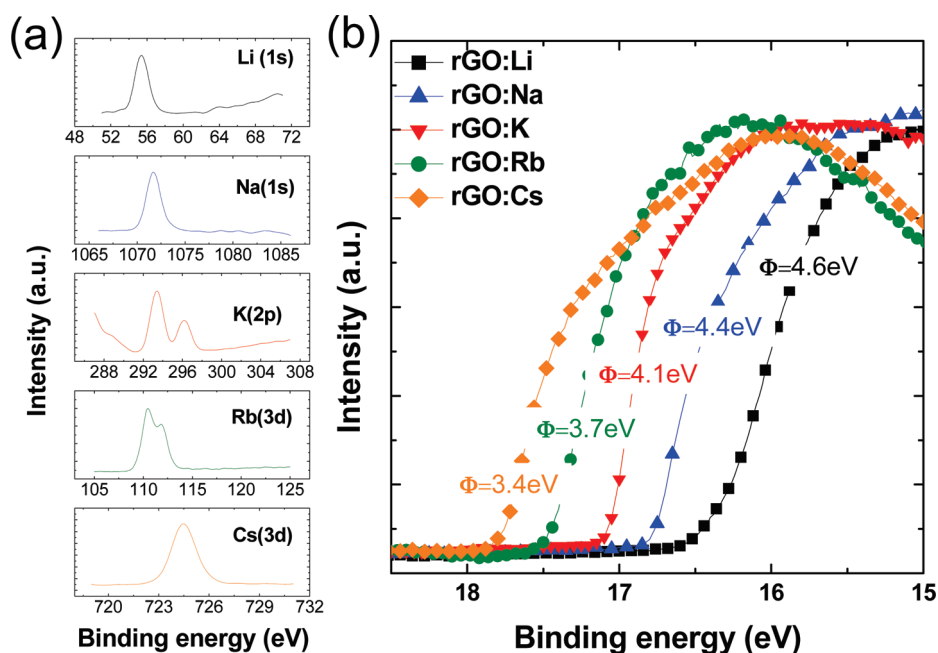 (a)
Li (1s)
48 52 56 60 64 68 72
Na(1s)
1065 1070 1075 1080 1085
K(2p)
288 292 296 300 304 308
Rb(3d)
105 110 115 120 125
Cs(3d)
720 723 726 729 732
Intensity (a.u.)
Binding energy (eV)
(b)
rGO:Li
rGO:Na
rGO:K
rGO:Rb
rGO:Cs
Φ=4.6eV
Φ=4.4eV
Φ=4.1eV
Φ=3.7eV
Φ=3.4eV
Intensity (a.u.)
18 17 16 15
Binding energy (eV)